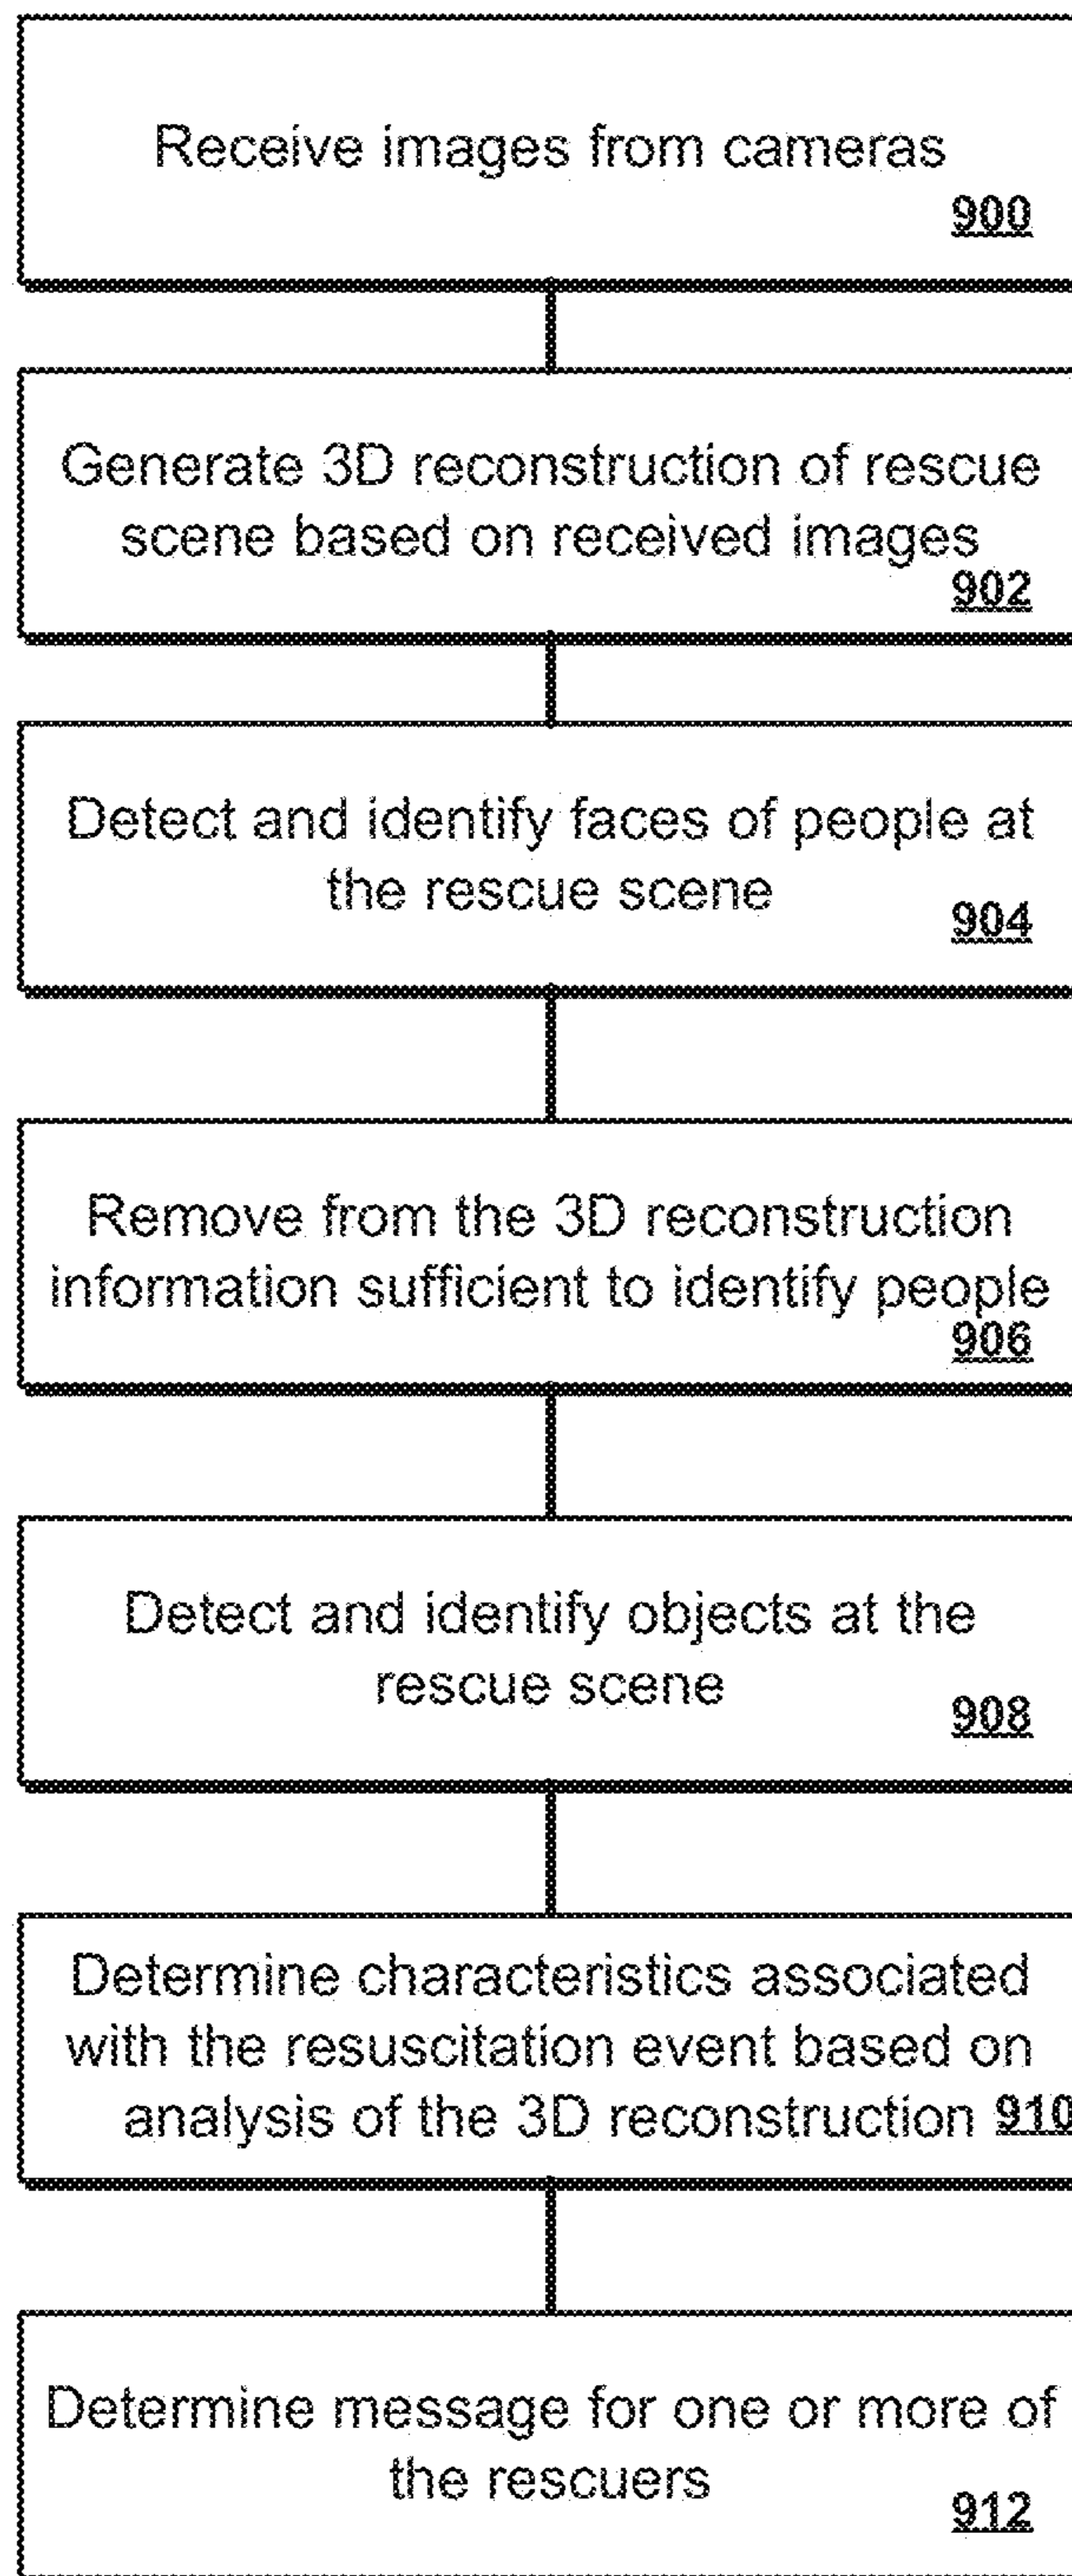 Receive images from cameras
900
Generate 3D reconstruction of rescue
scene based on received images
902
Detect and identify faces of people at
the rescue scene
904
Remove from the 3D reconstruction
information sufficient to identify people
906
Detect and identify objects at the
rescue scene
908
Determine characteristics associated
with the resuscitation event based on
analysis of the 3D reconstruction 910
Determine message for one or more of
the rescuers
912